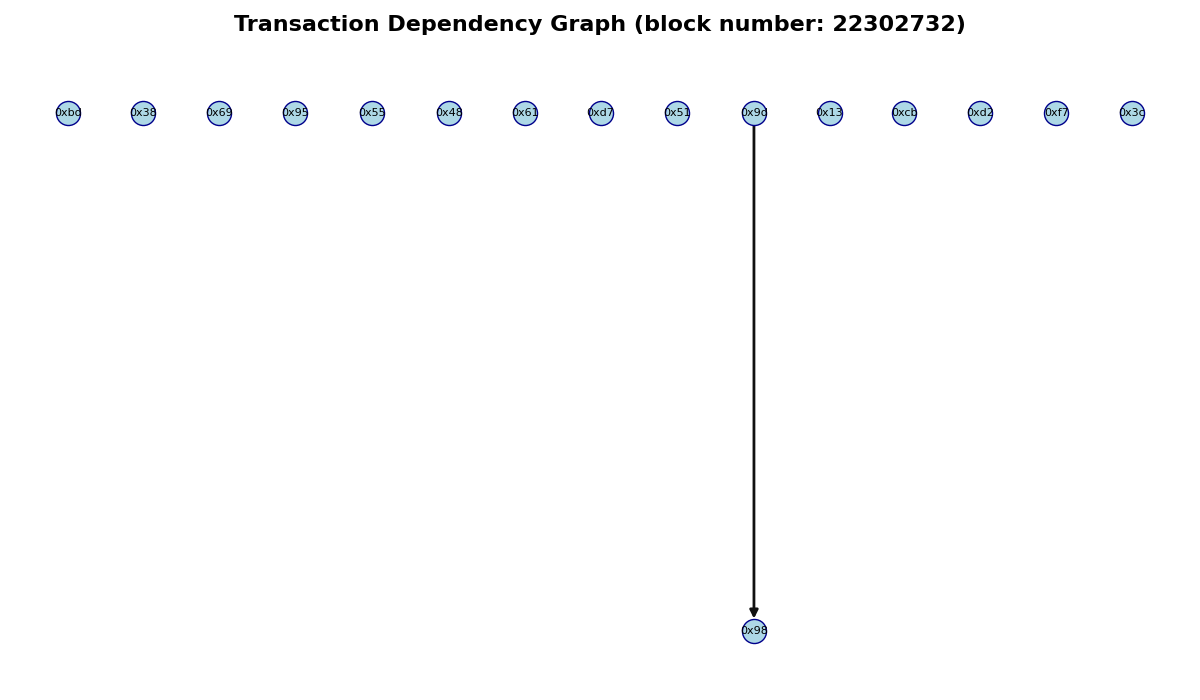 Transaction Dependency Graph (block number: 22302732)
0xbd 0x38 0x69 0x95 0x55 0x48 0x61 0xd7 0x51 0x9d 0x13 0xcb 0xd2 0xf7 0x3c
0x98